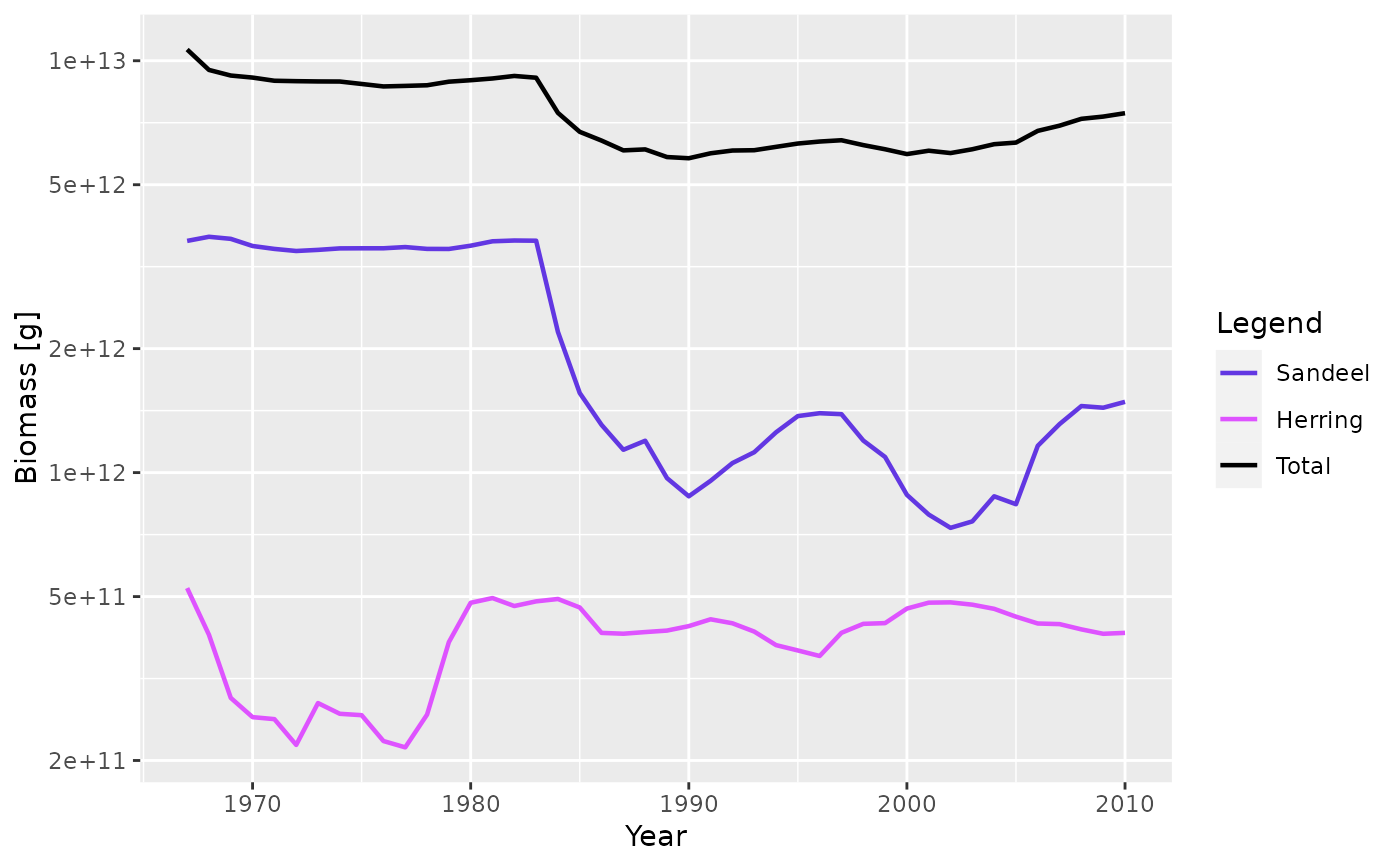 1e+13
5e+12
2e+12
1e+12
5e+11
2e+11
Biomass [g]
1970 1980 1990 2000 2010
Year
Legend
Sandeel
Herring
Total